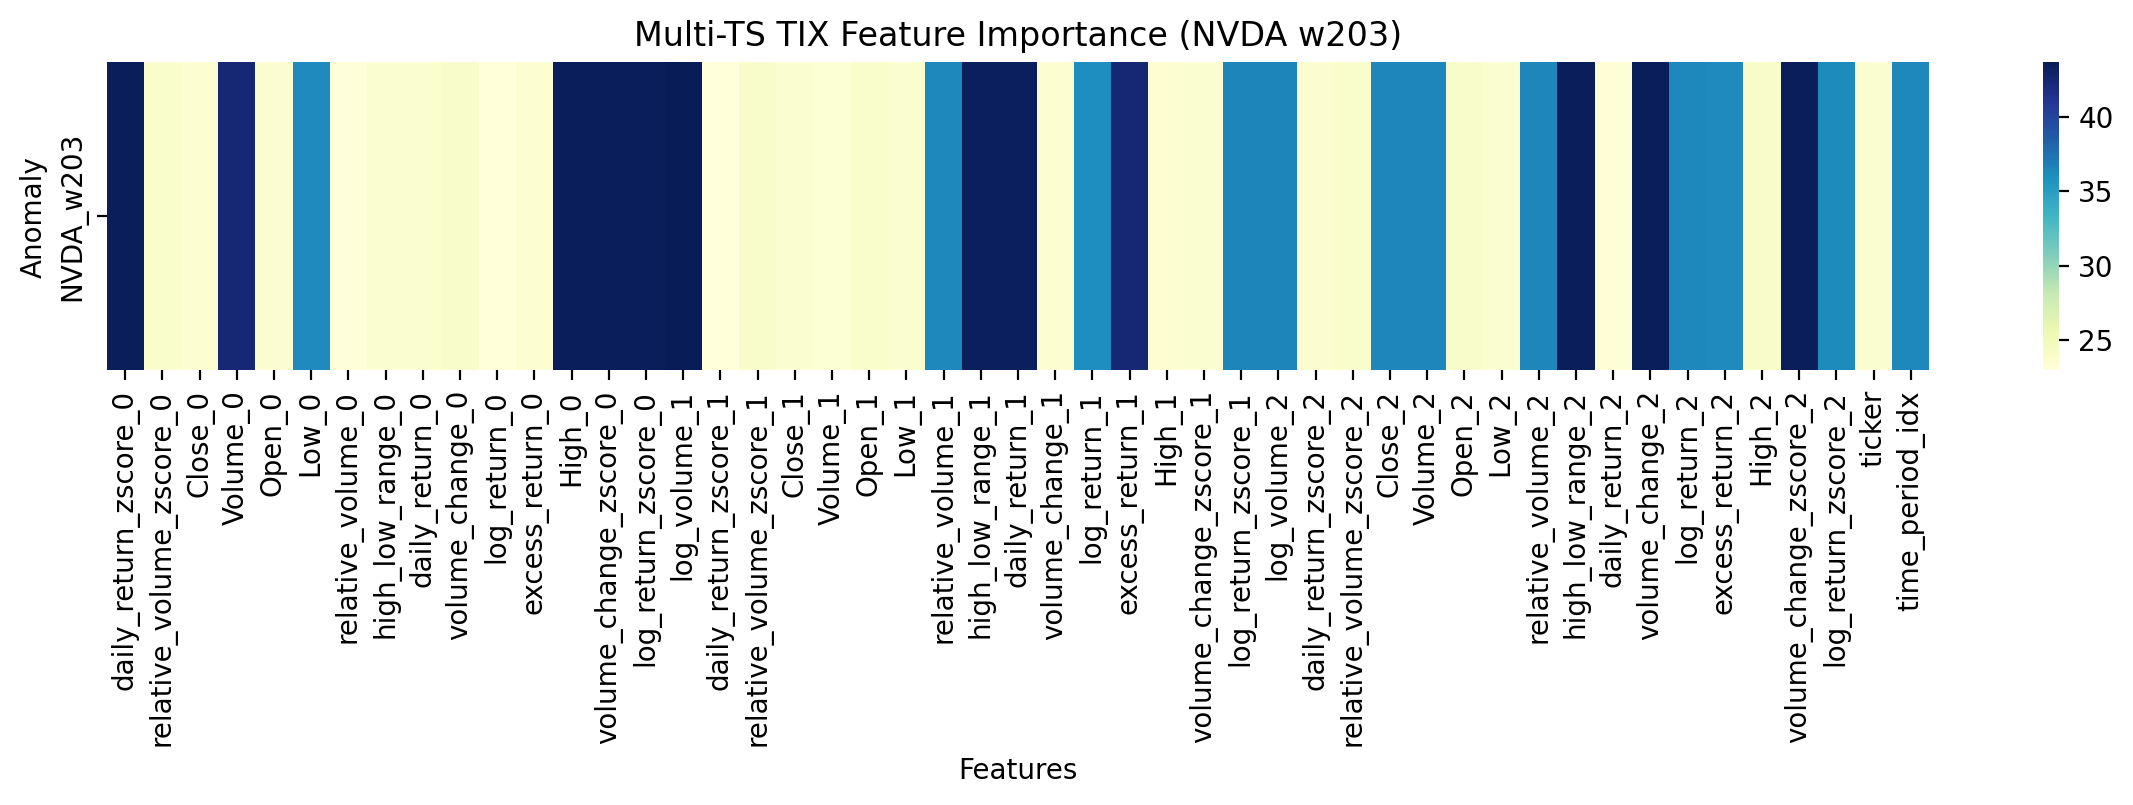 Multi-TS TIX Feature Importance (NVDA w203)
Anomaly
NVDA_w203
40
35
30
25
daily_return_zscore_0
relative_volume_zscore_0
Close_0
Volume_0
Open_0
Low_0
relative_volume_0
high_low_range_0
daily_return_0
volume_change_0
log_return_0
excess_return_0
High_0
volume_change_zscore_0
log_return_zscore_0
log_volume_1
daily_return_zscore_1
relative_volume_zscore_1
Close_1
Volume_1
Open_1
Low_1
relative_volume_1
high_low_range_1
daily_return_1
volume_change_1
log_return_1
excess_return_1
High_1
volume_change_zscore_1
log_return_zscore_1
log_volume_2
daily_return_zscore_2
relative_volume_zscore_2
Close_2
Volume_2
Open_2
Low_2
relative_volume_2
high_low_range_2
daily_return_2
volume_change_2
log_return_2
excess_return_2
High_2
volume_change_zscore_2
log_return_zscore_2
ticker
time_period_idx
Features